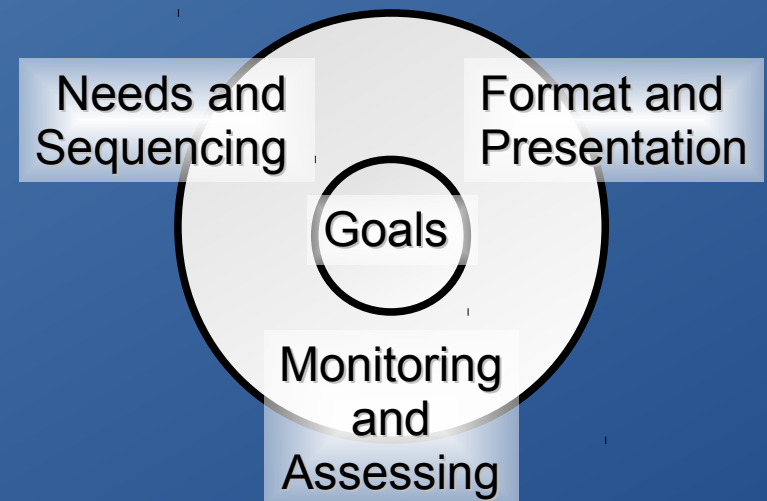 Needs and
Sequencing
Format and
Presentation
Goals
Monitoring
and
Assessing